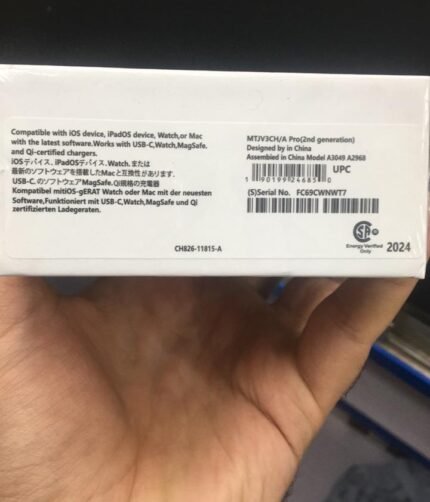 Compatible with iOS device, iPadOS device, Watch,or Mac
with the latest software.Works with USB-C,Watch,MagSafe.
and Qi-certified chargers.
iOSデバイス、iPadOSデバイス、Watch. または
最新のソフトウェアを搭載したMacと互換性があります.
USB-C,のソフトウェアMagSafe.Qi規格の充電器
Kompatibel mitiOS-gERAT Watch oder Mac mit der neuesten
Software,Funktioniert mit USB-C,Watch,MagSafe und Qi
zertifizierten Ladegeraten.
CH826-11815-A
MTJV3CH/A Pro(2nd generation)
Designed by in China
Assembied in China Model A3049 A2968
UPC
1 90199 92468 5 0
(S)Serial No. FC69CWNWT7
Energy Verified
Only
2024